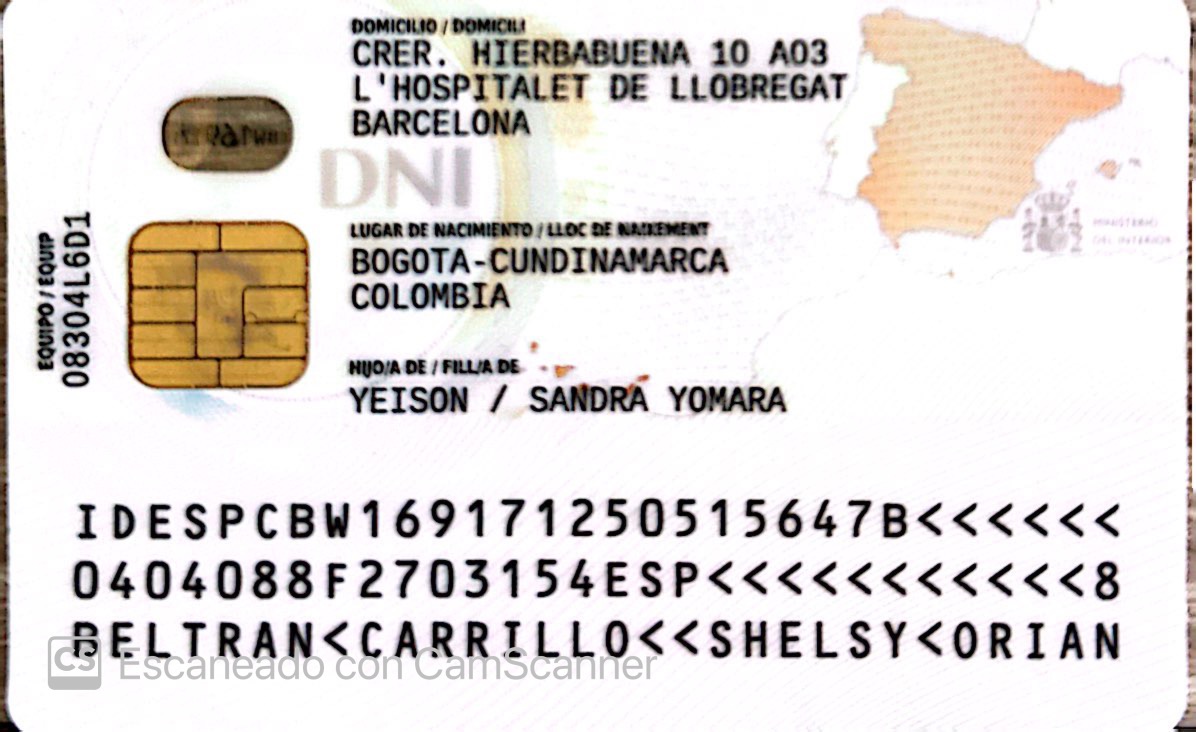 DOMICILIO / DOMICILI
CRER. HIERBABUENA 10 A03
L'HOSPITALET DE LLOBREGAT
BARCELONA
DNI
LUGAR DE NACIMIENTO / LLOC DE NAIXEMENT
BOGOTA-CUNDINAMARCA
COLOMBIA
MINISTERIO
DEL INTERIOR
EQUIPO / EQUIP
08304L6D1
HIJO/A DE / FILL/A DE
YEISON / SANDRA YOMARA
IDESPCBW169171250515647B<<<<<<
0404088F2703154ESP<<<<<<<<<<<8
BELTRAN<CARRILLO<<SHELSY<ORIAN
CS Escaneado con CamScanner